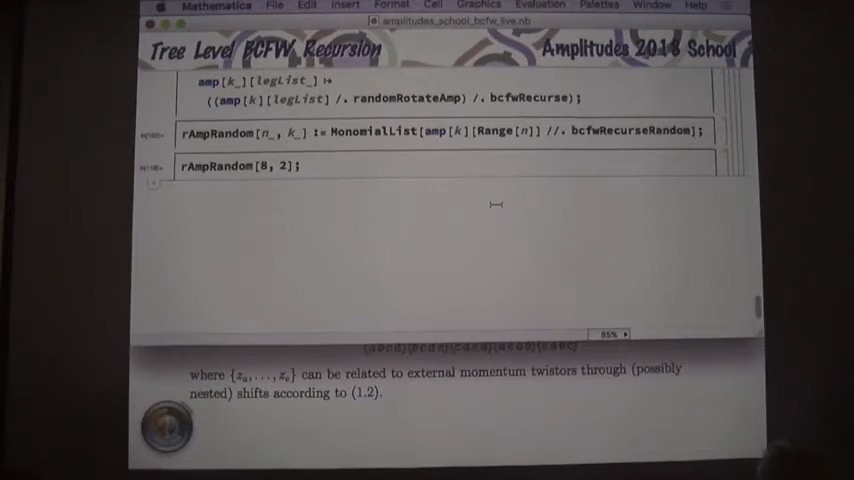 Mathematica File Edit Insert Format Cell Graphics Evaluation Palettes Window Help
amplitudes_school_bcfw_live.nb
Tree Level BCFW Recursion
Amplitudes 2018 School
amp[k_][legList_] ↦
((amp[k][legList] /. randomRotateAmp) /. bcfwRecurse);
rAmpRandom[n_, k_] := MonomialList[amp[k][Range[n]] //. bcfwRecurseRandom];
rAmpRandom[8, 2];
85%
where {z_a, . . . , z_e} can be related to external momentum twistors through (possibly
nested) shifts according to (1.2).